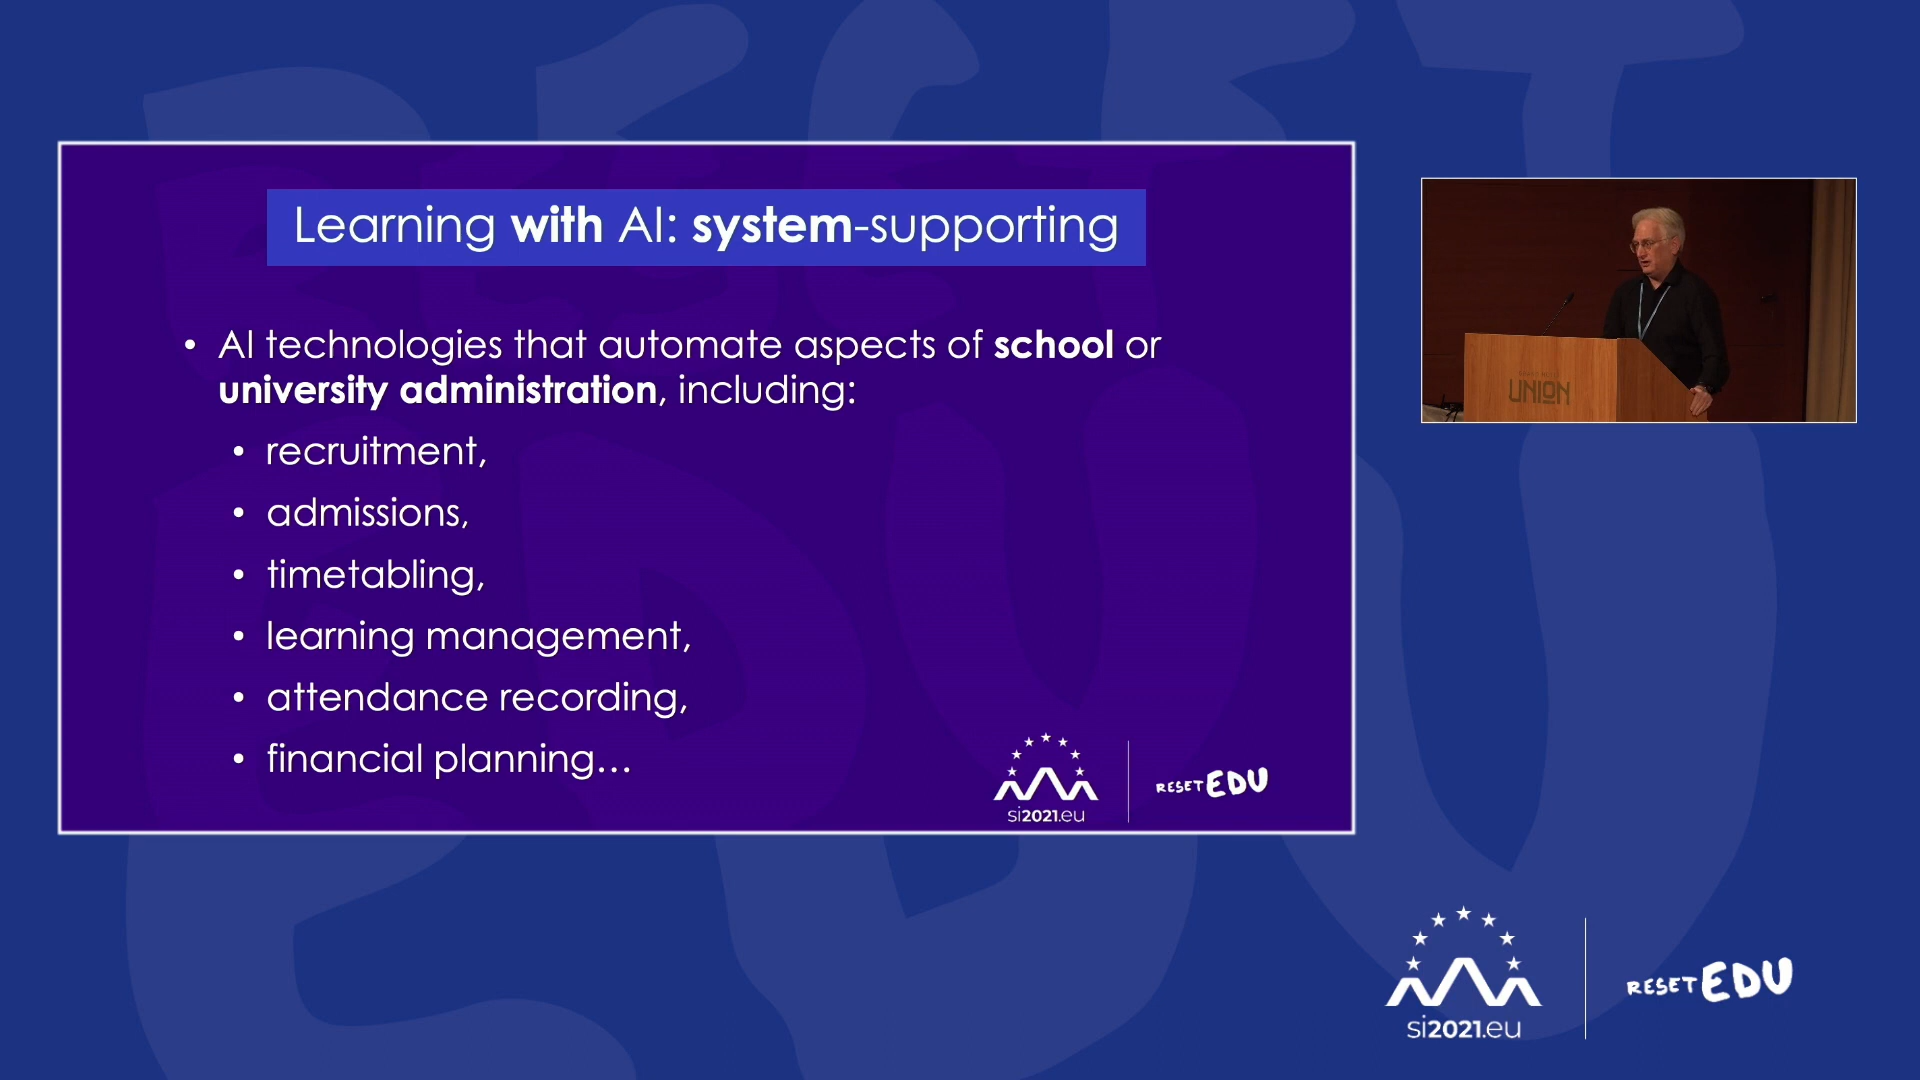 Learning with AI: system-supporting
• AI technologies that automate aspects of school or
university administration, including:
• recruitment,
• admissions,
• timetabling,
• learning management,
• attendance recording,
• financial planning…
si2021.eu
RESET EDU
UNION
si2021.eu
RESET EDU